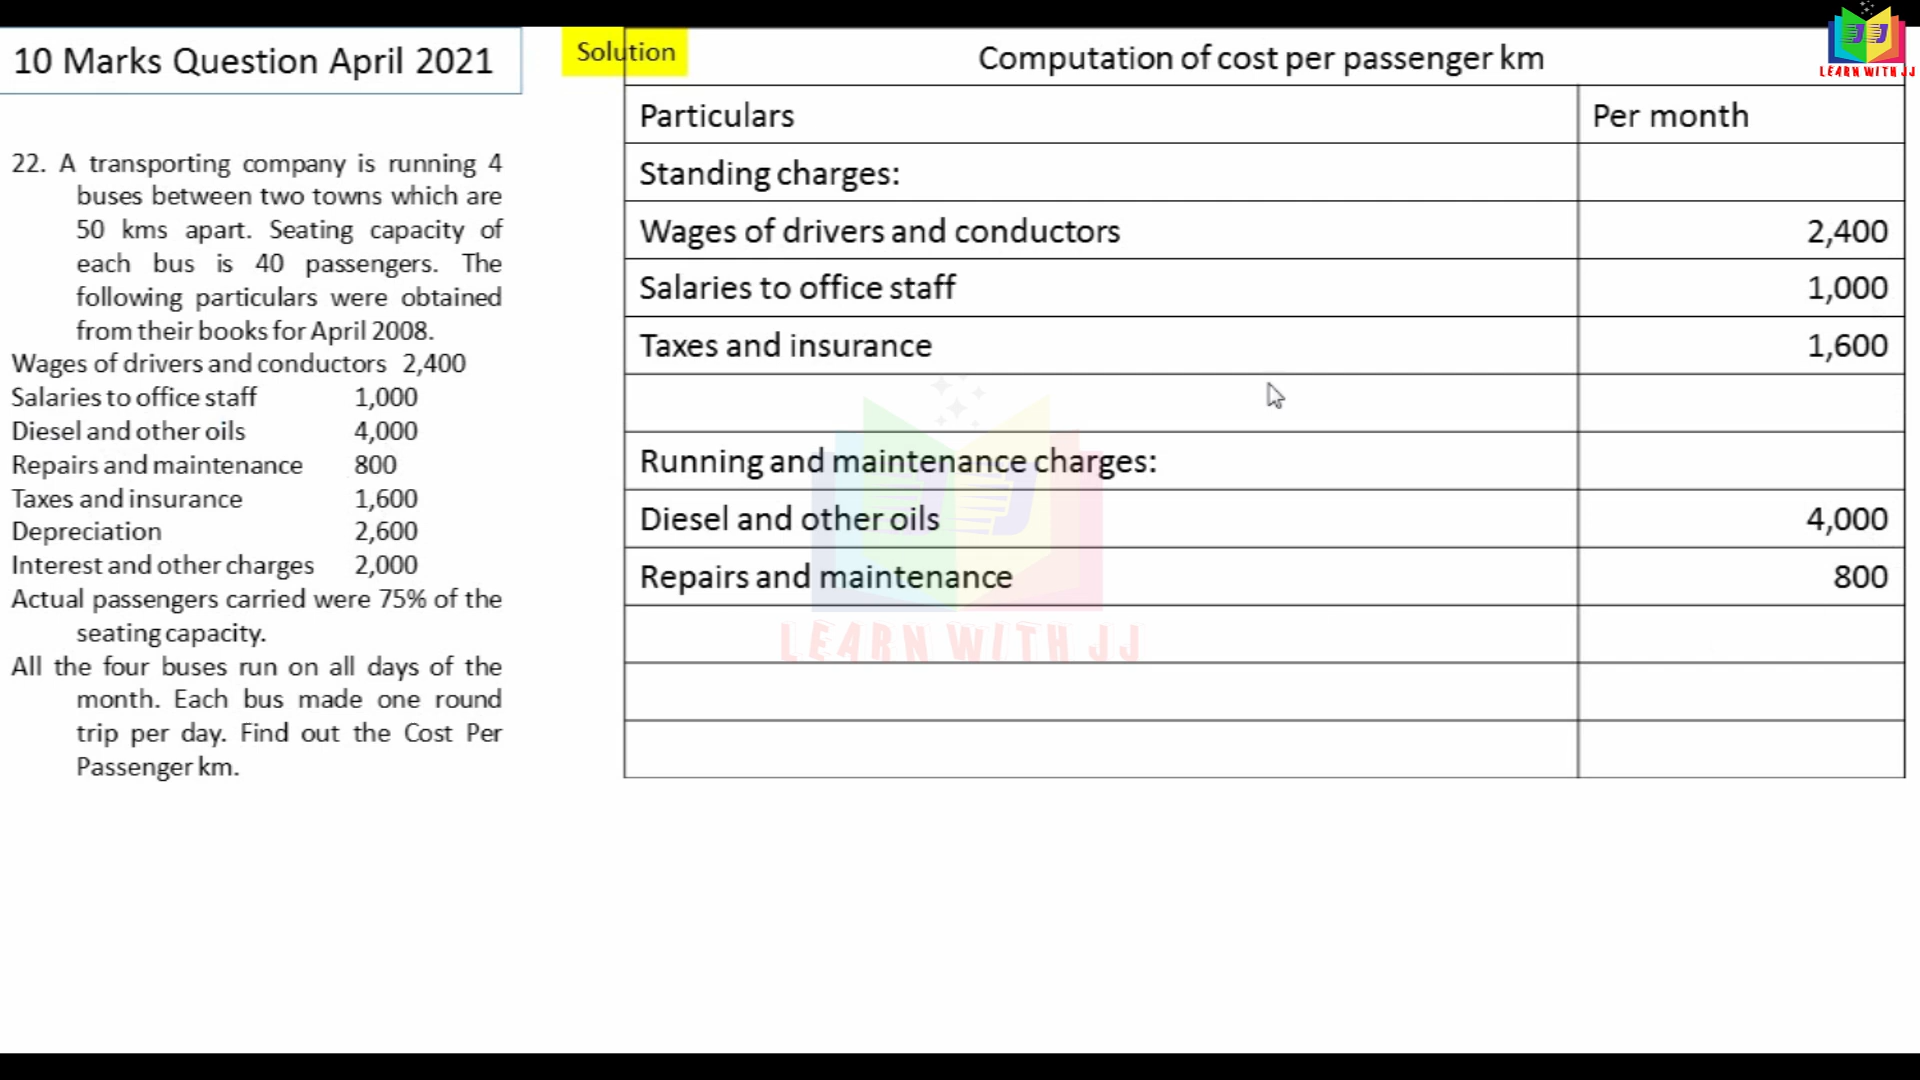 10 Marks Question April 2021
22. A transporting company is running 4
buses between two towns which are
50 kms apart. Seating capacity of
each bus is 40 passengers. The
following particulars were obtained
from their books for April 2008.
Wages of drivers and conductors 2,400
Salaries to office staff 1,000
Diesel and other oils 4,000
Repairs and maintenance 800
Taxes and insurance 1,600
Depreciation 2,600
Interest and other charges 2,000
Actual passengers carried were 75% of the
seating capacity.
All the four buses run on all days of the
month. Each bus made one round
trip per day. Find out the Cost Per
Passenger km.
Solution
Computation of cost per passenger km
Particulars Per month
Standing charges:
Wages of drivers and conductors 2,400
Salaries to office staff 1,000
Taxes and insurance 1,600
Running and maintenance charges:
Diesel and other oils 4,000
Repairs and maintenance 800
JJ
LEARN WITH JJ
JJ
LEARN WITH JJ